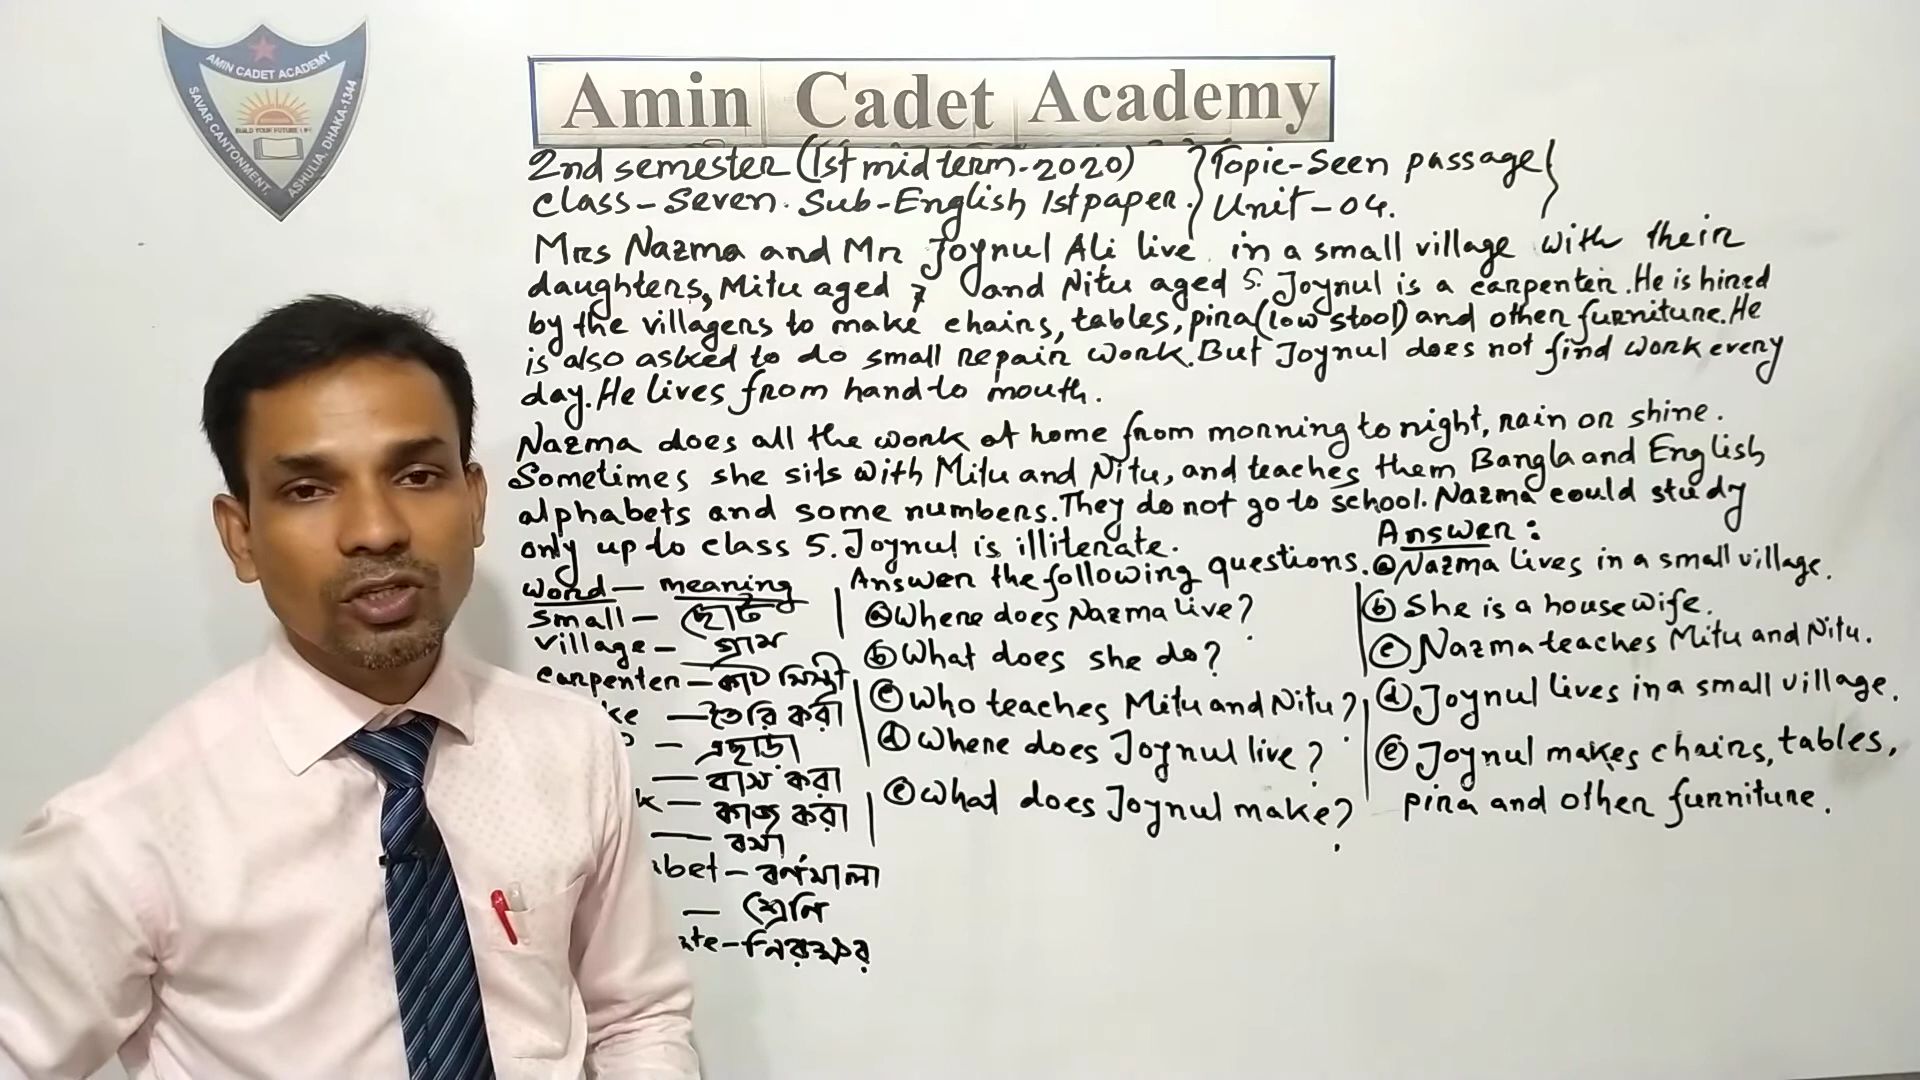 AMIN CADET ACADEMY
SAVAR CANTONMENT.
ASHULIA, DHAKA-1344
BUILD YOUR FUTURE
Amin Cadet Academy
2nd semester (1st mid term-2020)
Topic-Seen passage
class-Seven. Sub-English 1st paper.
Unit-04.
Mrs Nazma and Mr Joynul Ali live in a small village with their
daughters, Mitu aged 7 and Nitu aged 5. Joynul is a carpenter. He is hired
by the villagers to make chairs, tables, pira (low stool) and other furniture. He
is also asked to do small repair work. But Joynul does not find work every
day. He lives from hand to mouth.
Nazma does all the work at home from morning to night, rain or shine.
Sometimes she sits with Mitu and Nitu, and teaches them Bangla and English
alphabets and some numbers. They do not go to school. Nazma could study
only up to class 5. Joynul is illiterate.
word - meaning
small - ছোট
village - গ্রাম
carpenter - কাঠ মিস্ত্রী
ke - তৈরি করা
- এছাড়া
- বাস করা
k - কাজ করা
- বসা
abet - বর্ণমালা
- শ্রেনি
ate - নিরক্ষর
Answer the following questions.
(a) Where does Nazma live?
(b) What does she do?
(c) Who teaches Mitu and Nitu?
(d) Where does Joynul live?
(e) What does Joynul make?
Answer:
(a) Nazma lives in a small village.
(b) She is a housewife.
(c) Nazma teaches Mitu and Nitu.
(d) Joynul lives in a small village.
(e) Joynul makes chairs, tables,
pira and other furniture.